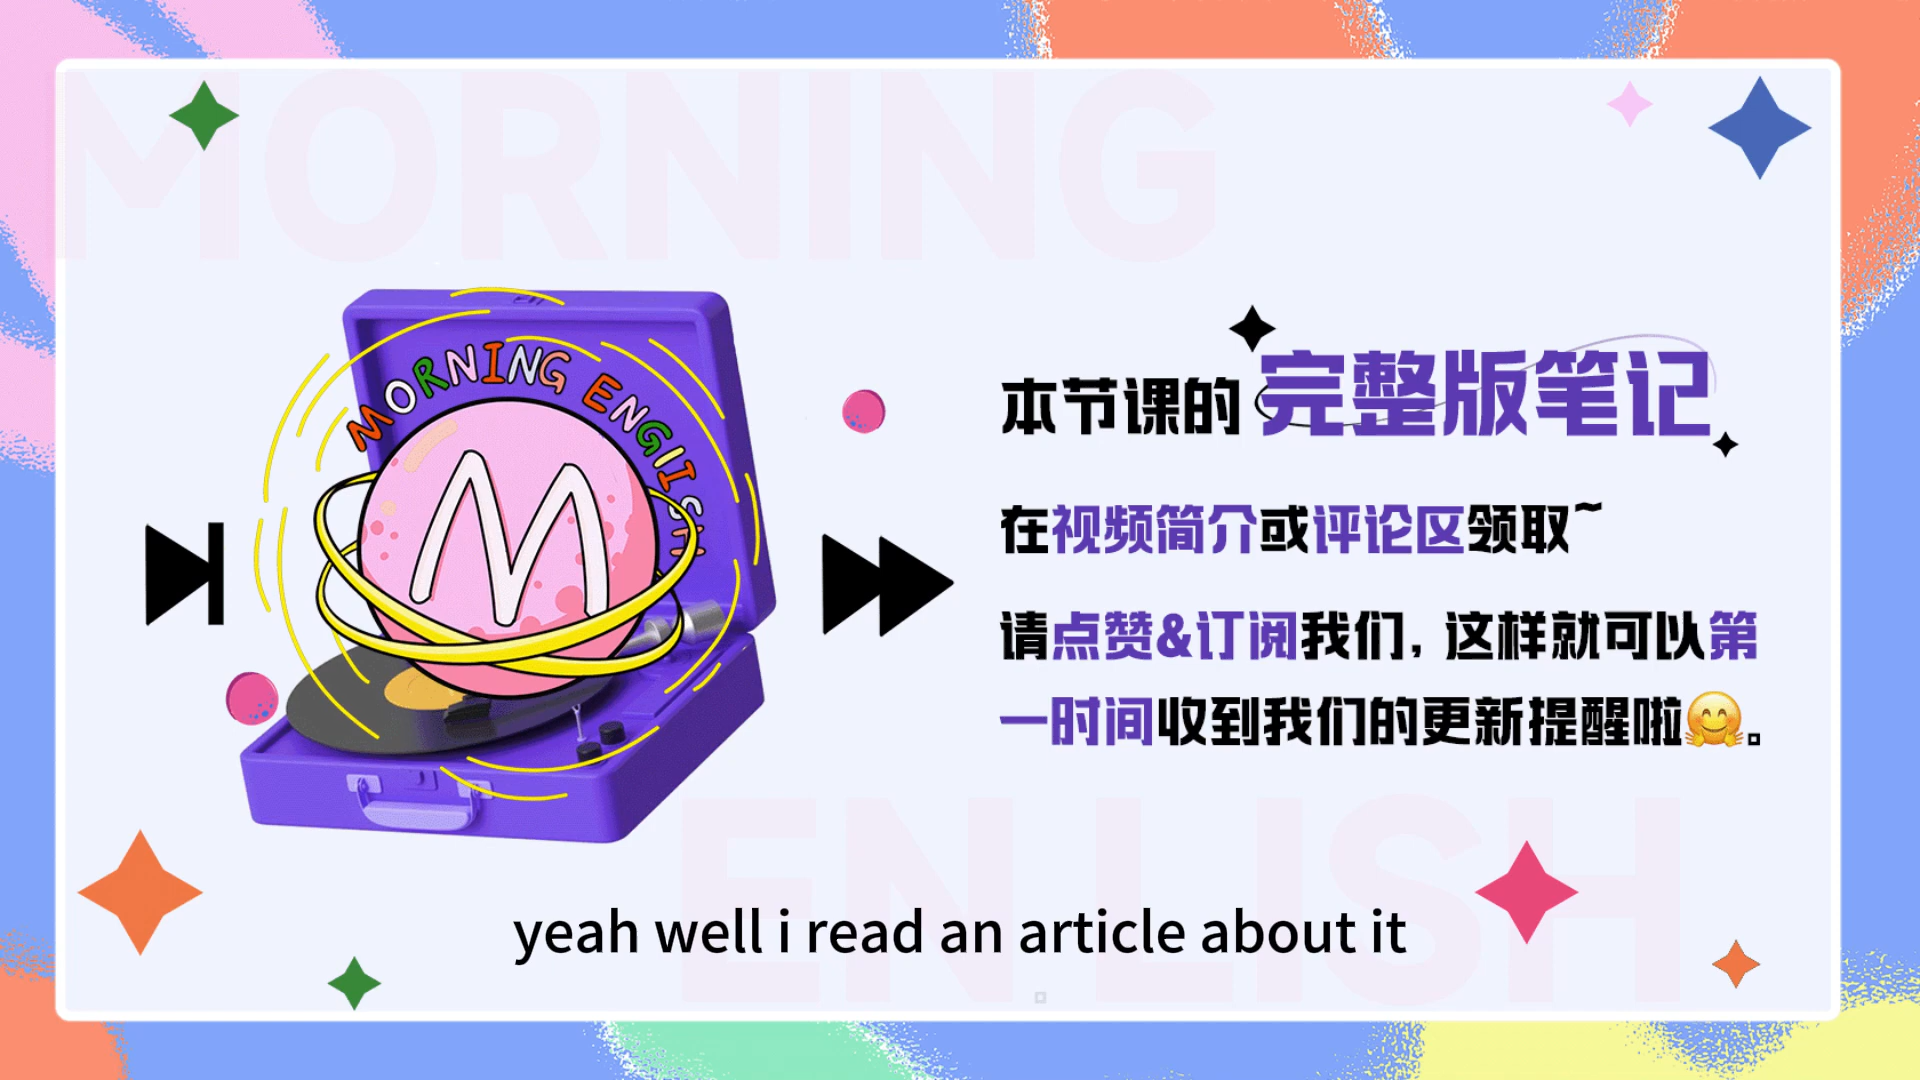 MORNING
MORNING ENGlISH
M
本节课的完整版笔记
在视频简介或评论区领取~
请点赞&订阅我们，这样就可以第
一时间收到我们的更新提醒啦🤗。
EN LISH
yeah well i read an article about it